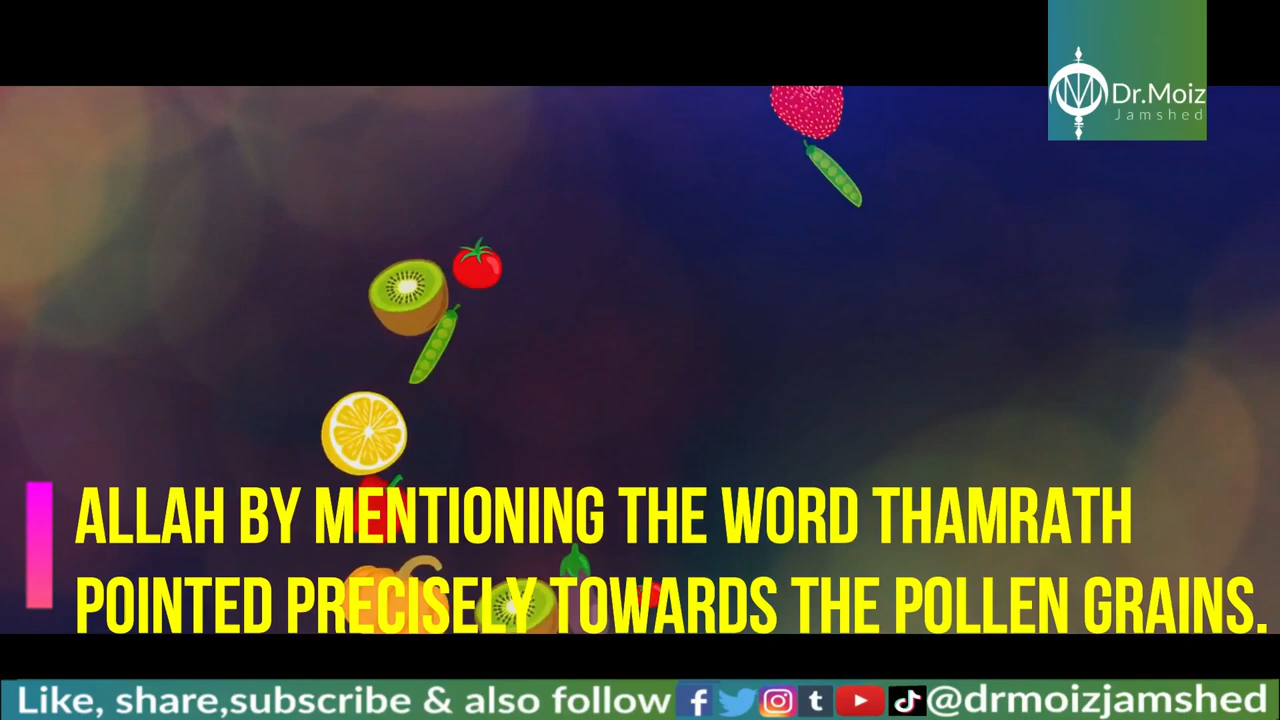 Dr.Moiz
Jamshed
ALLAH BY MENTIONING THE WORD THAMRATH
POINTED PRECISELY TOWARDS THE POLLEN GRAINS.
Like, share,subscribe & also follow @drmoizjamshed